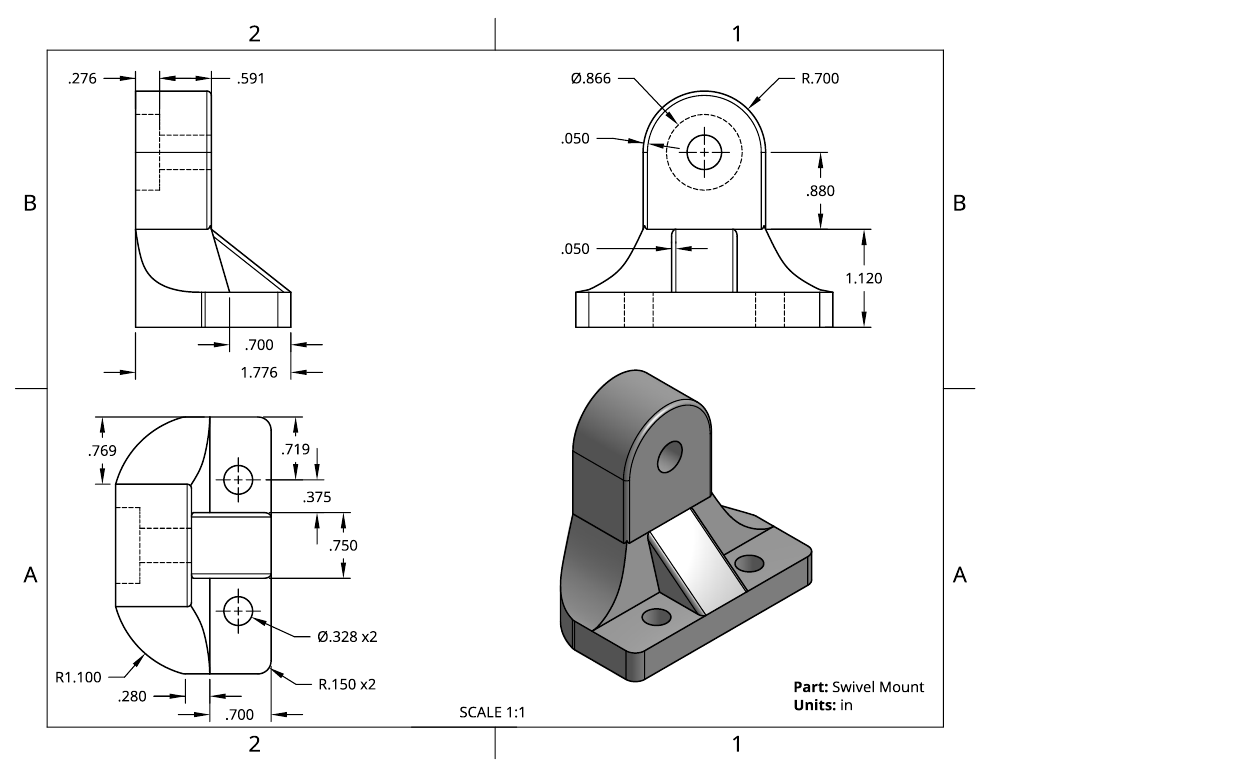 2
1
.276
.591
Ø.866
R.700
.050
.880
B
B
.050
1.120
.700
1.776
.769
.719
.375
.750
A
A
Ø.328 x2
R1.100
.280
R.150 x2
.700
SCALE 1:1
Part: Swivel Mount
Units: in
2
1